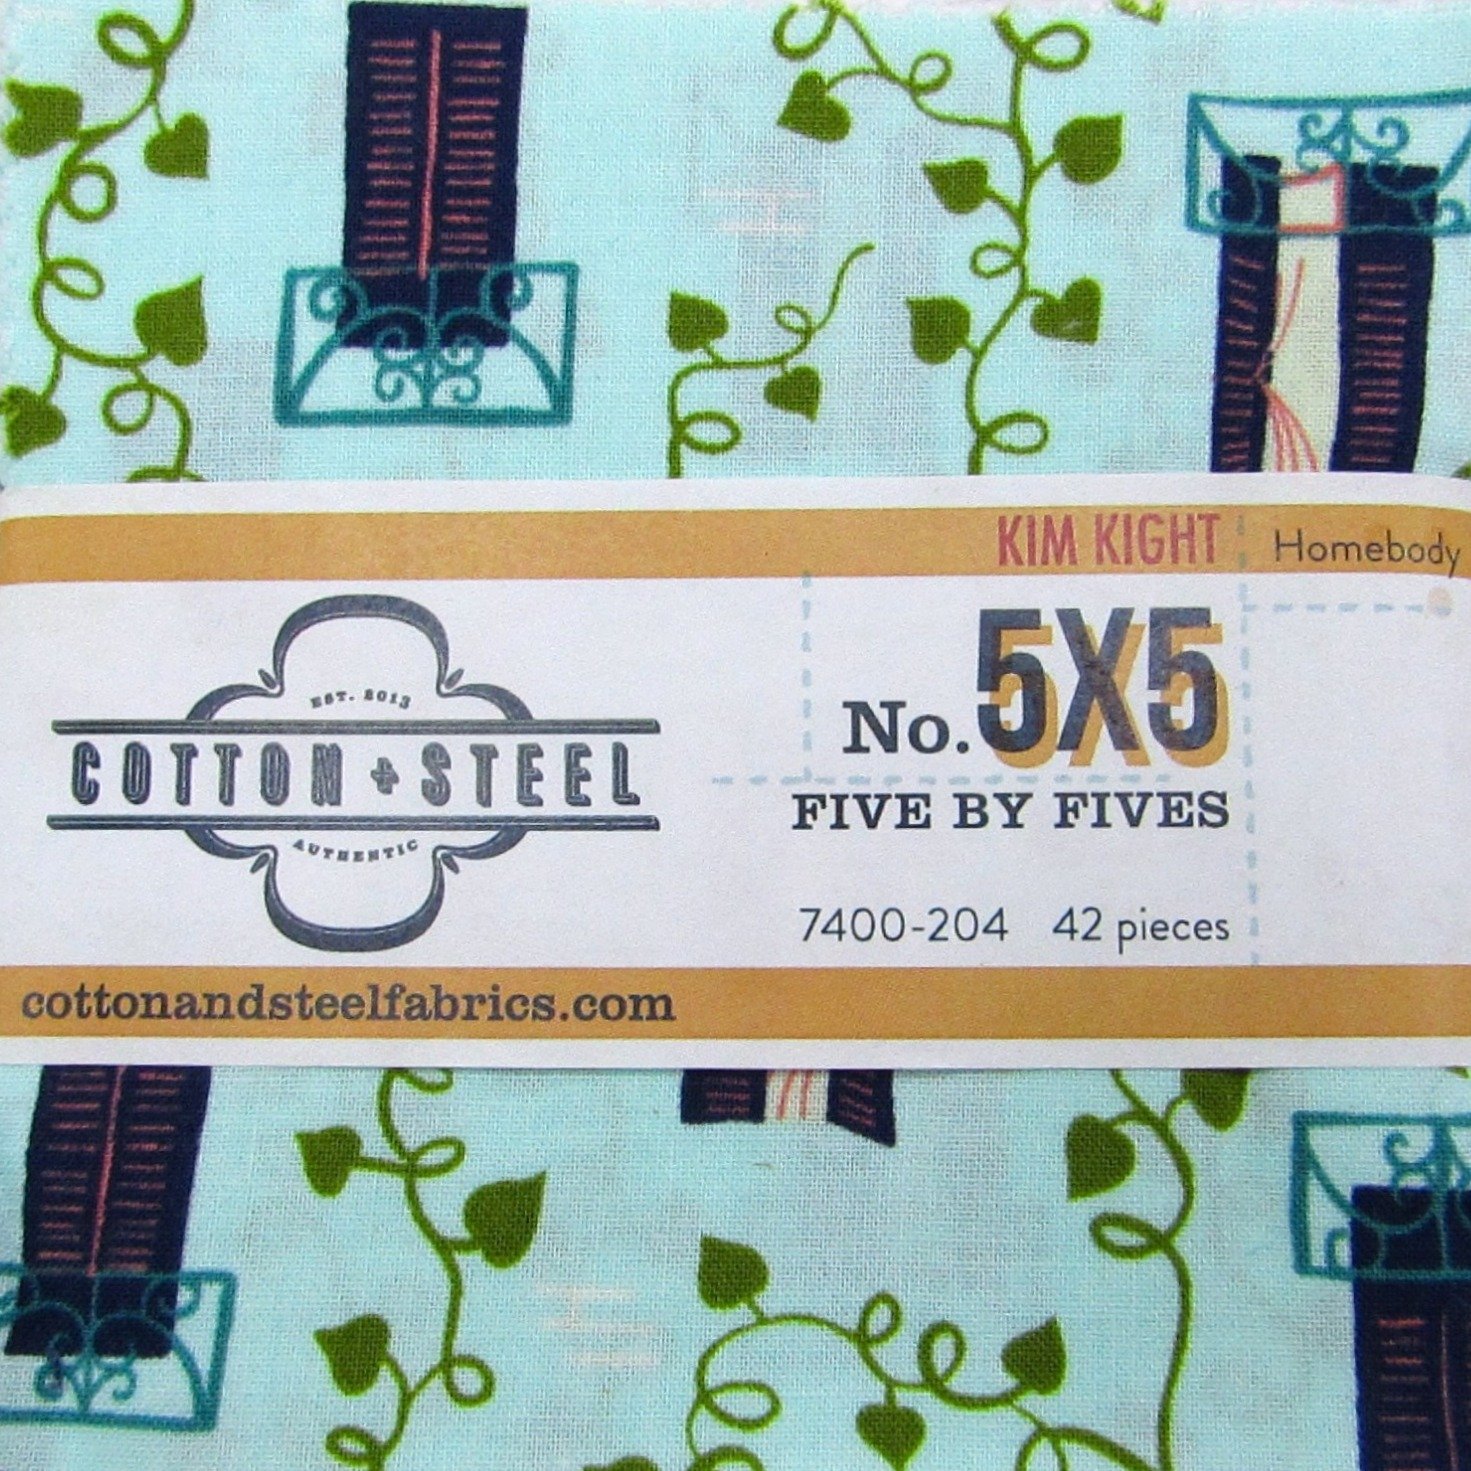 KIM KIGHT Homebody
EST. 2013
COTTON + STEEL
AUTHENTIC
No. 5X5
FIVE BY FIVES
7400-204 42 pieces
cottonandsteelfabrics.com